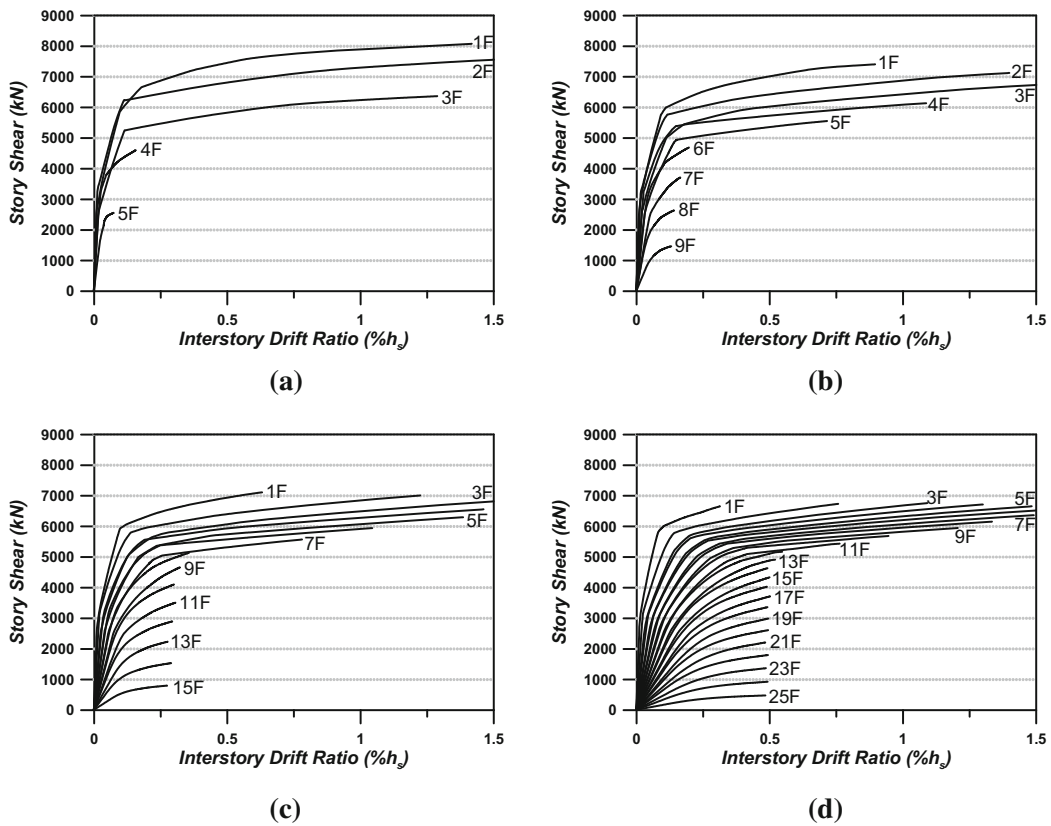 9000
8000
7000
6000
5000
4000
3000
2000
1000
0
Story Shear (kN)
1F
2F
3F
4F
5F
0 0.5 1 1.5
Interstory Drift Ratio (%hs)
(a)
9000
8000
7000
6000
5000
4000
3000
2000
1000
0
Story Shear (kN)
1F
2F
3F
4F
5F
6F
7F
8F
9F
0 0.5 1 1.5
Interstory Drift Ratio (%hs)
(b)
9000
8000
7000
6000
5000
4000
3000
2000
1000
0
Story Shear (kN)
1F
3F
5F
7F
9F
11F
13F
15F
0 0.5 1 1.5
Interstory Drift Ratio (%hs)
(c)
9000
8000
7000
6000
5000
4000
3000
2000
1000
0
Story Shear (kN)
1F
3F
5F
7F
9F
11F
13F
15F
17F
19F
21F
23F
25F
0 0.5 1 1.5
Interstory Drift Ratio (%hs)
(d)